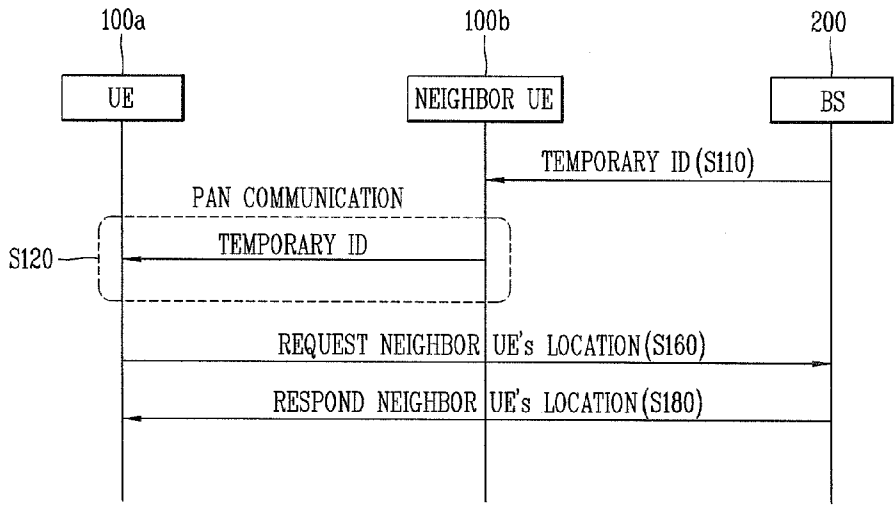 100a 100b 200
UE NEIGHBOR UE BS
TEMPORARY ID(S110)
PAN COMMUNICATION
TEMPORARY ID
S120
REQUEST NEIGHBOR UE's LOCATION(S160)
RESPOND NEIGHBOR UE's LOCATION(S180)